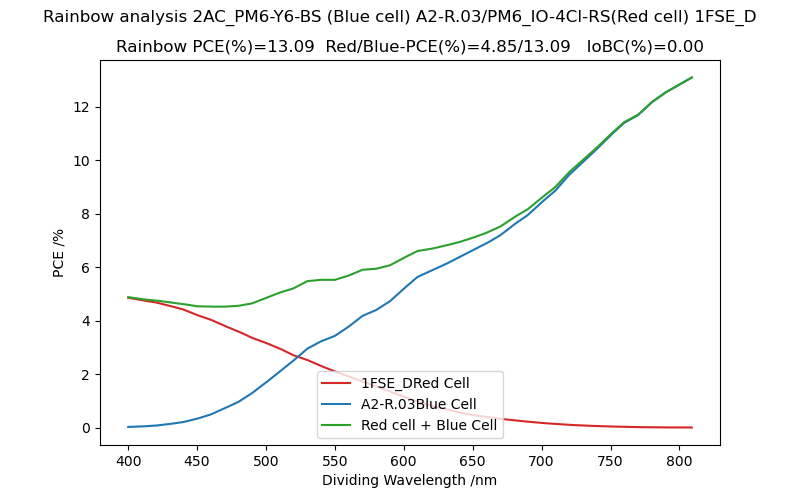 Rainbow analysis 2AC_PM6-Y6-BS (Blue cell) A2-R.03/PM6_IO-4Cl-RS(Red cell) 1FSE_D
Rainbow PCE(%)=13.09  Red/Blue-PCE(%)=4.85/13.09   IoBC(%)=0.00
PCE /%
12
10
8
6
4
2
0
1FSE_DRed Cell
A2-R.03Blue Cell
Red cell + Blue Cell
400 450 500 550 600 650 700 750 800
Dividing Wavelength /nm